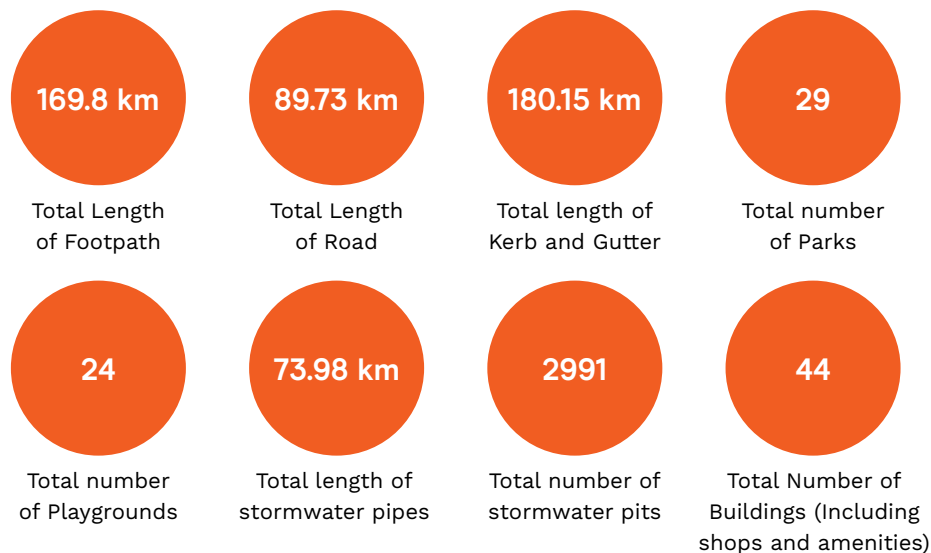 169.8 km
Total Length
of Footpath
89.73 km
Total Length
of Road
180.15 km
Total length of
Kerb and Gutter
29
Total number
of Parks
24
Total number
of Playgrounds
73.98 km
Total length of
stormwater pipes
2991
Total number of
stormwater pits
44
Total Number of
Buildings (Including
shops and amenities)